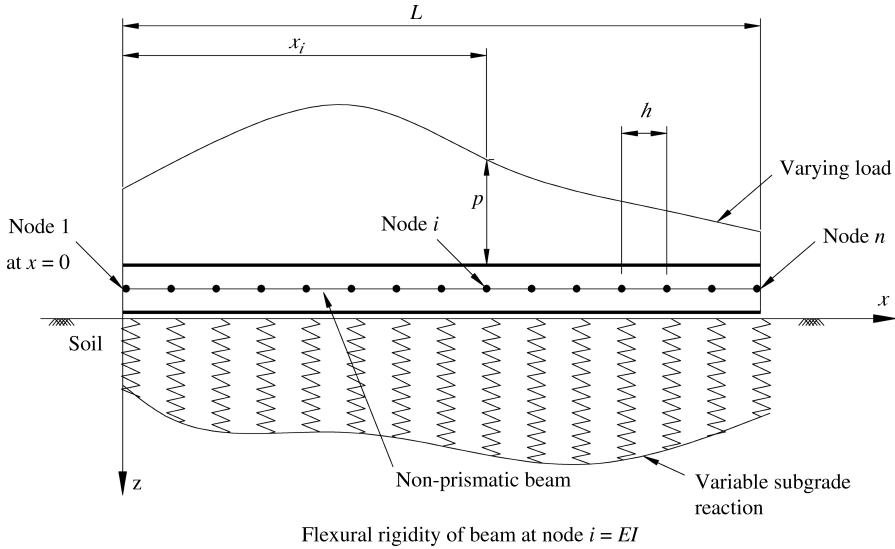 L
xi
h
Varying load
p
Node 1
at x = 0
Node i
Node n
x
Soil
z
Non-prismatic beam
Variable subgrade
reaction
Flexural rigidity of beam at node i = EI